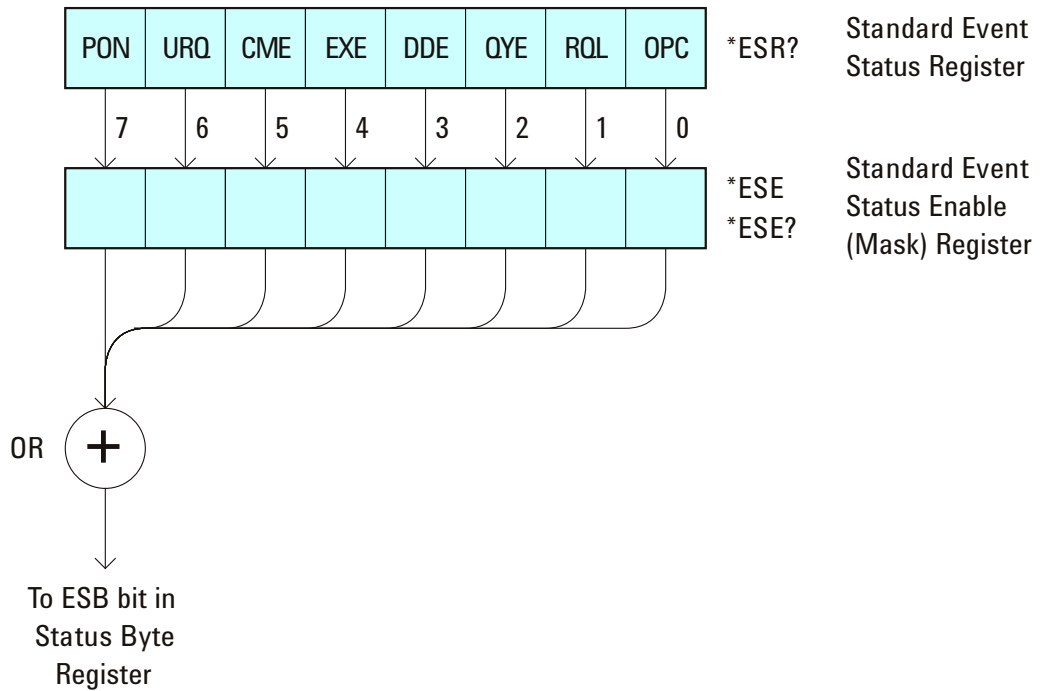 PON URQ CME EXE DDE QYE RQL OPC
*ESR?
Standard Event
Status Register
7 6 5 4 3 2 1 0
*ESE
*ESE?
Standard Event
Status Enable
(Mask) Register
OR
+
To ESB bit in
Status Byte
Register